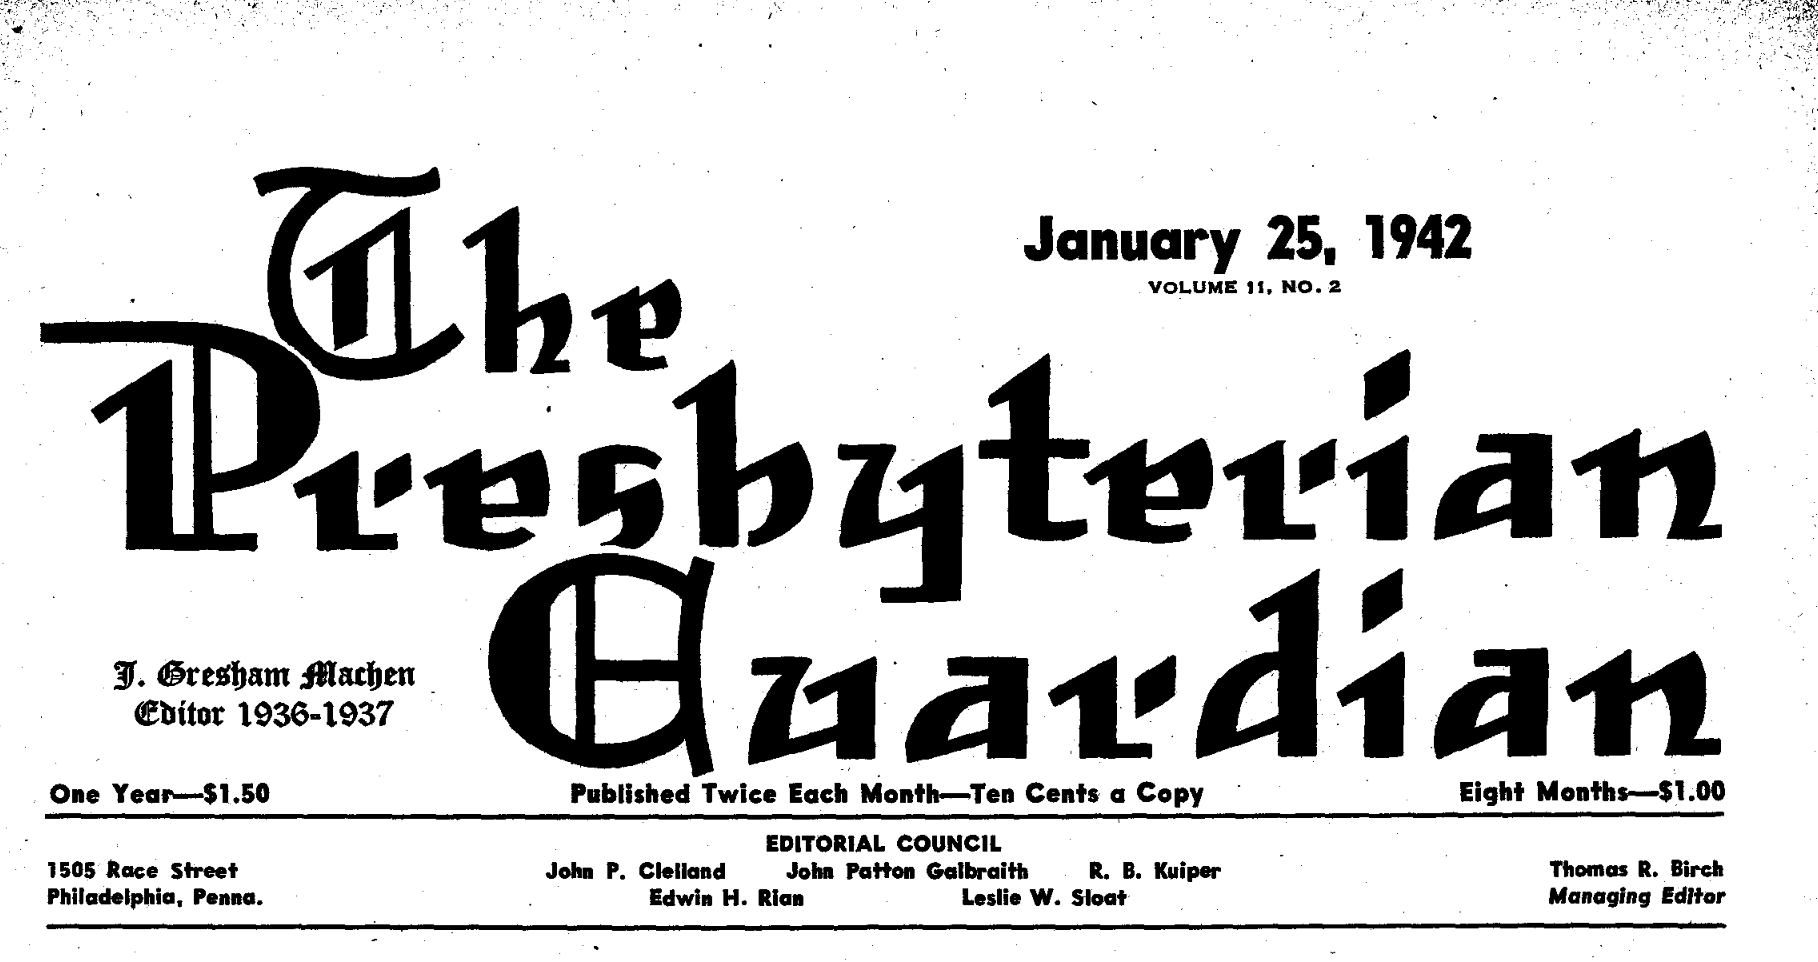 The
January 25, 1942
VOLUME 11, NO. 2
Presbyterian
Guardian
J. Gresham Machen
Editor 1936-1937
One Year—$1.50 Published Twice Each Month—Ten Cents a Copy Eight Months—$1.00
EDITORIAL COUNCIL
1505 Race Street John P. Clelland John Patton Galbraith R. B. Kuiper Thomas R. Birch
Philadelphia, Penna. Edwin H. Rian Leslie W. Sloat Managing Editor